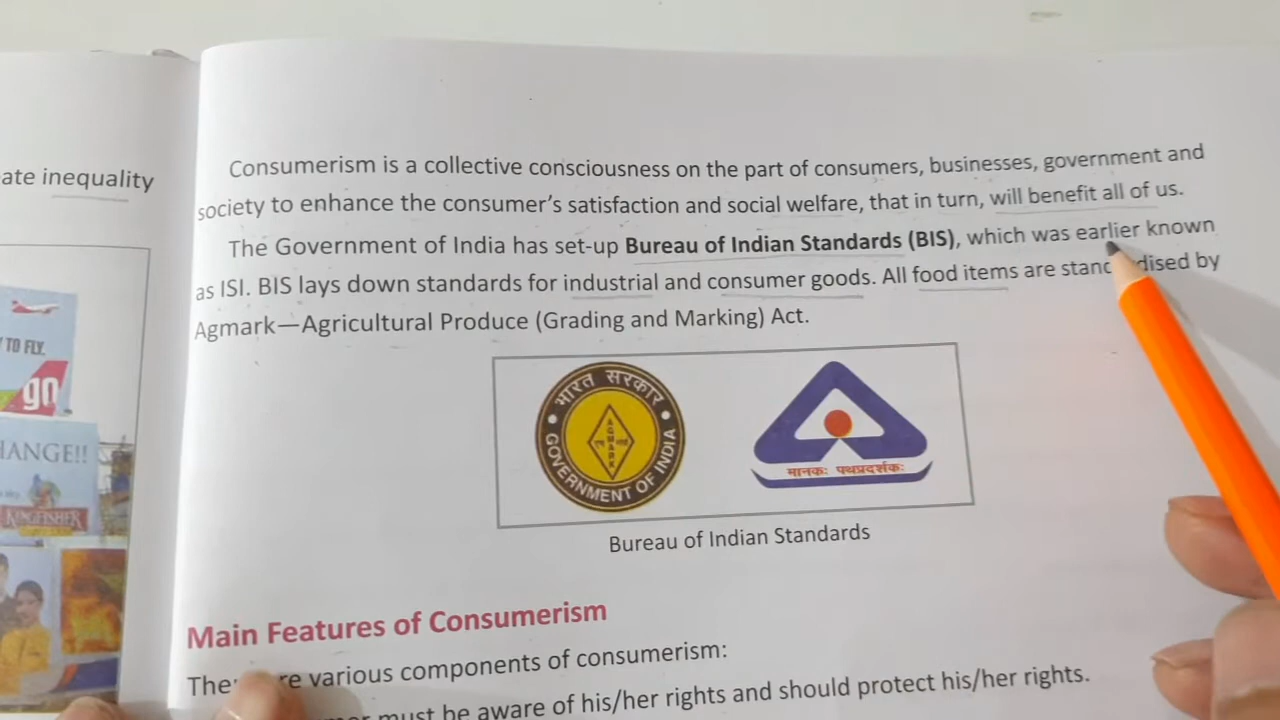 ate inequality
TO FLY.
go
HANGE!!
KINGFISHER
Consumerism is a collective consciousness on the part of consumers, businesses, government and
society to enhance the consumer's satisfaction and social welfare, that in turn, will benefit all of us.
The Government of India has set-up Bureau of Indian Standards (BIS), which was earlier known
as ISI. BIS lays down standards for industrial and consumer goods. All food items are stand dised by
Agmark—Agricultural Produce (Grading and Marking) Act.
भारत सरकार
AGMARK
GOVERNMENT OF INDIA
मानकः पथप्रदर्शकः
Bureau of Indian Standards
Main Features of Consumerism
The re various components of consumerism:
must be aware of his/her rights and should protect his/her rights.